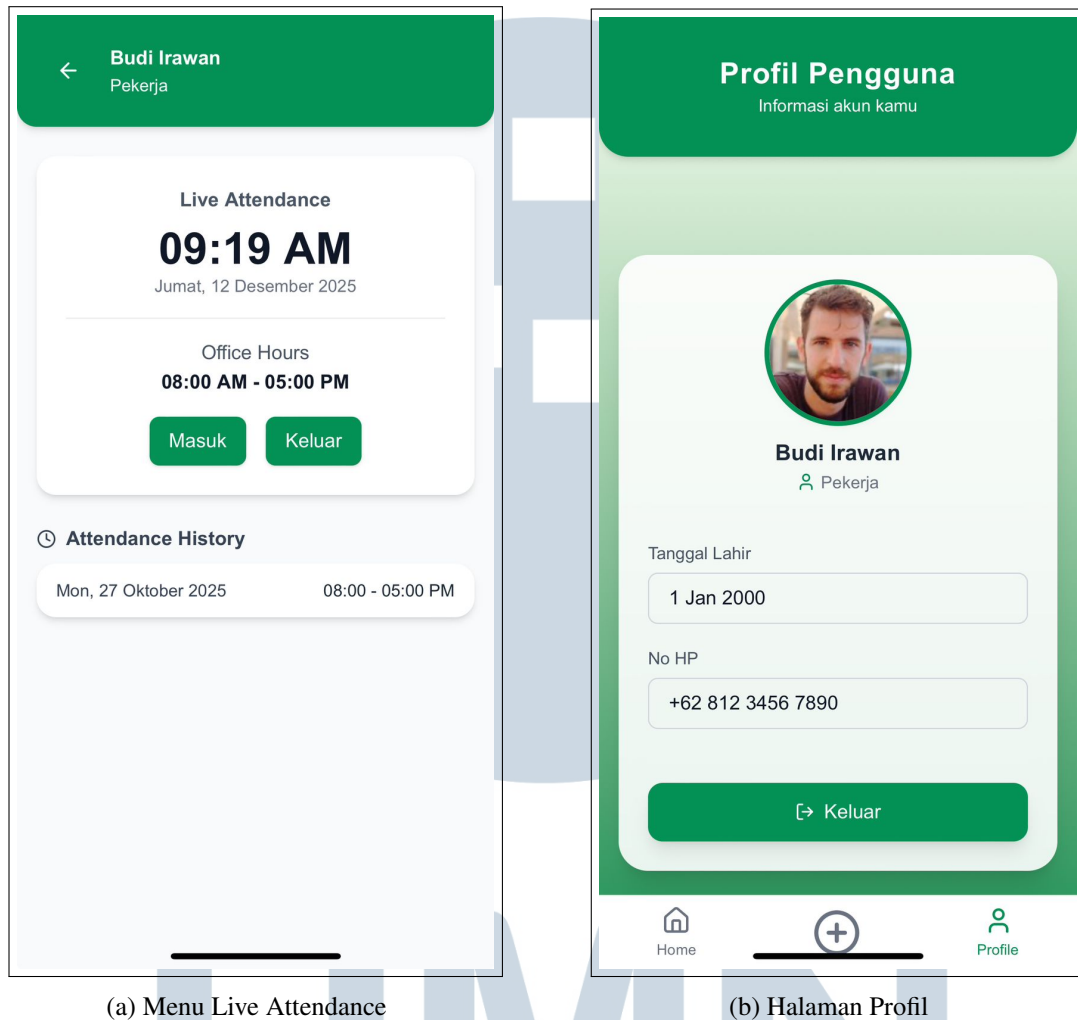 Budi Irawan
Pekerja
Live Attendance
09:19 AM
Jumat, 12 Desember 2025
Office Hours
08:00 AM - 05:00 PM
Masuk Keluar
Attendance History
Mon, 27 Oktober 2025 08:00 - 05:00 PM
(a) Menu Live Attendance
Profil Pengguna
Informasi akun kamu
Budi Irawan
Pekerja
Tanggal Lahir
1 Jan 2000
No HP
+62 812 3456 7890
Keluar
Home Profile
(b) Halaman Profil